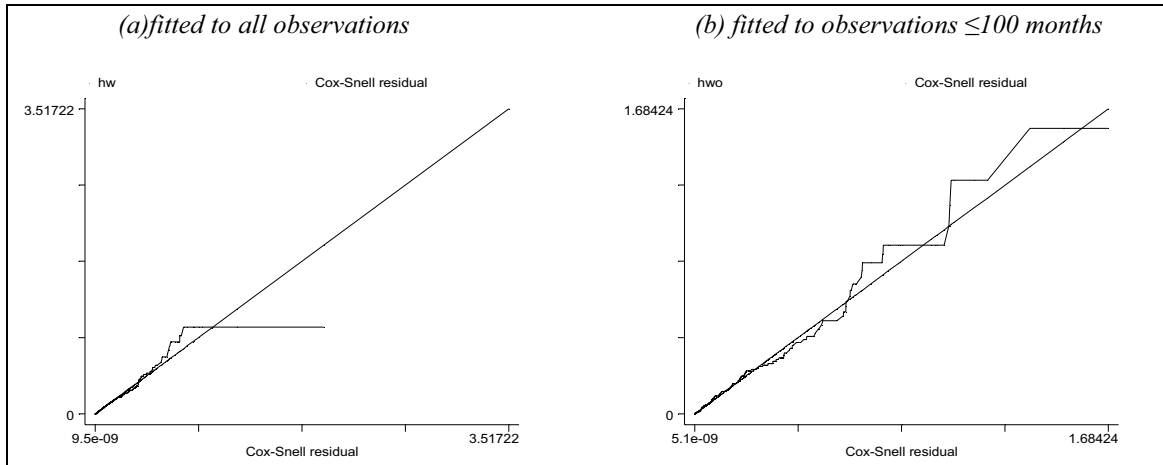 (a)fitted to all observations
hw
Cox-Snell residual
3.51722
0
9.5e-09
3.51722
Cox-Snell residual
(b) fitted to observations ≤100 months
hwo
Cox-Snell residual
1.68424
0
5.1e-09
1.68424
Cox-Snell residual